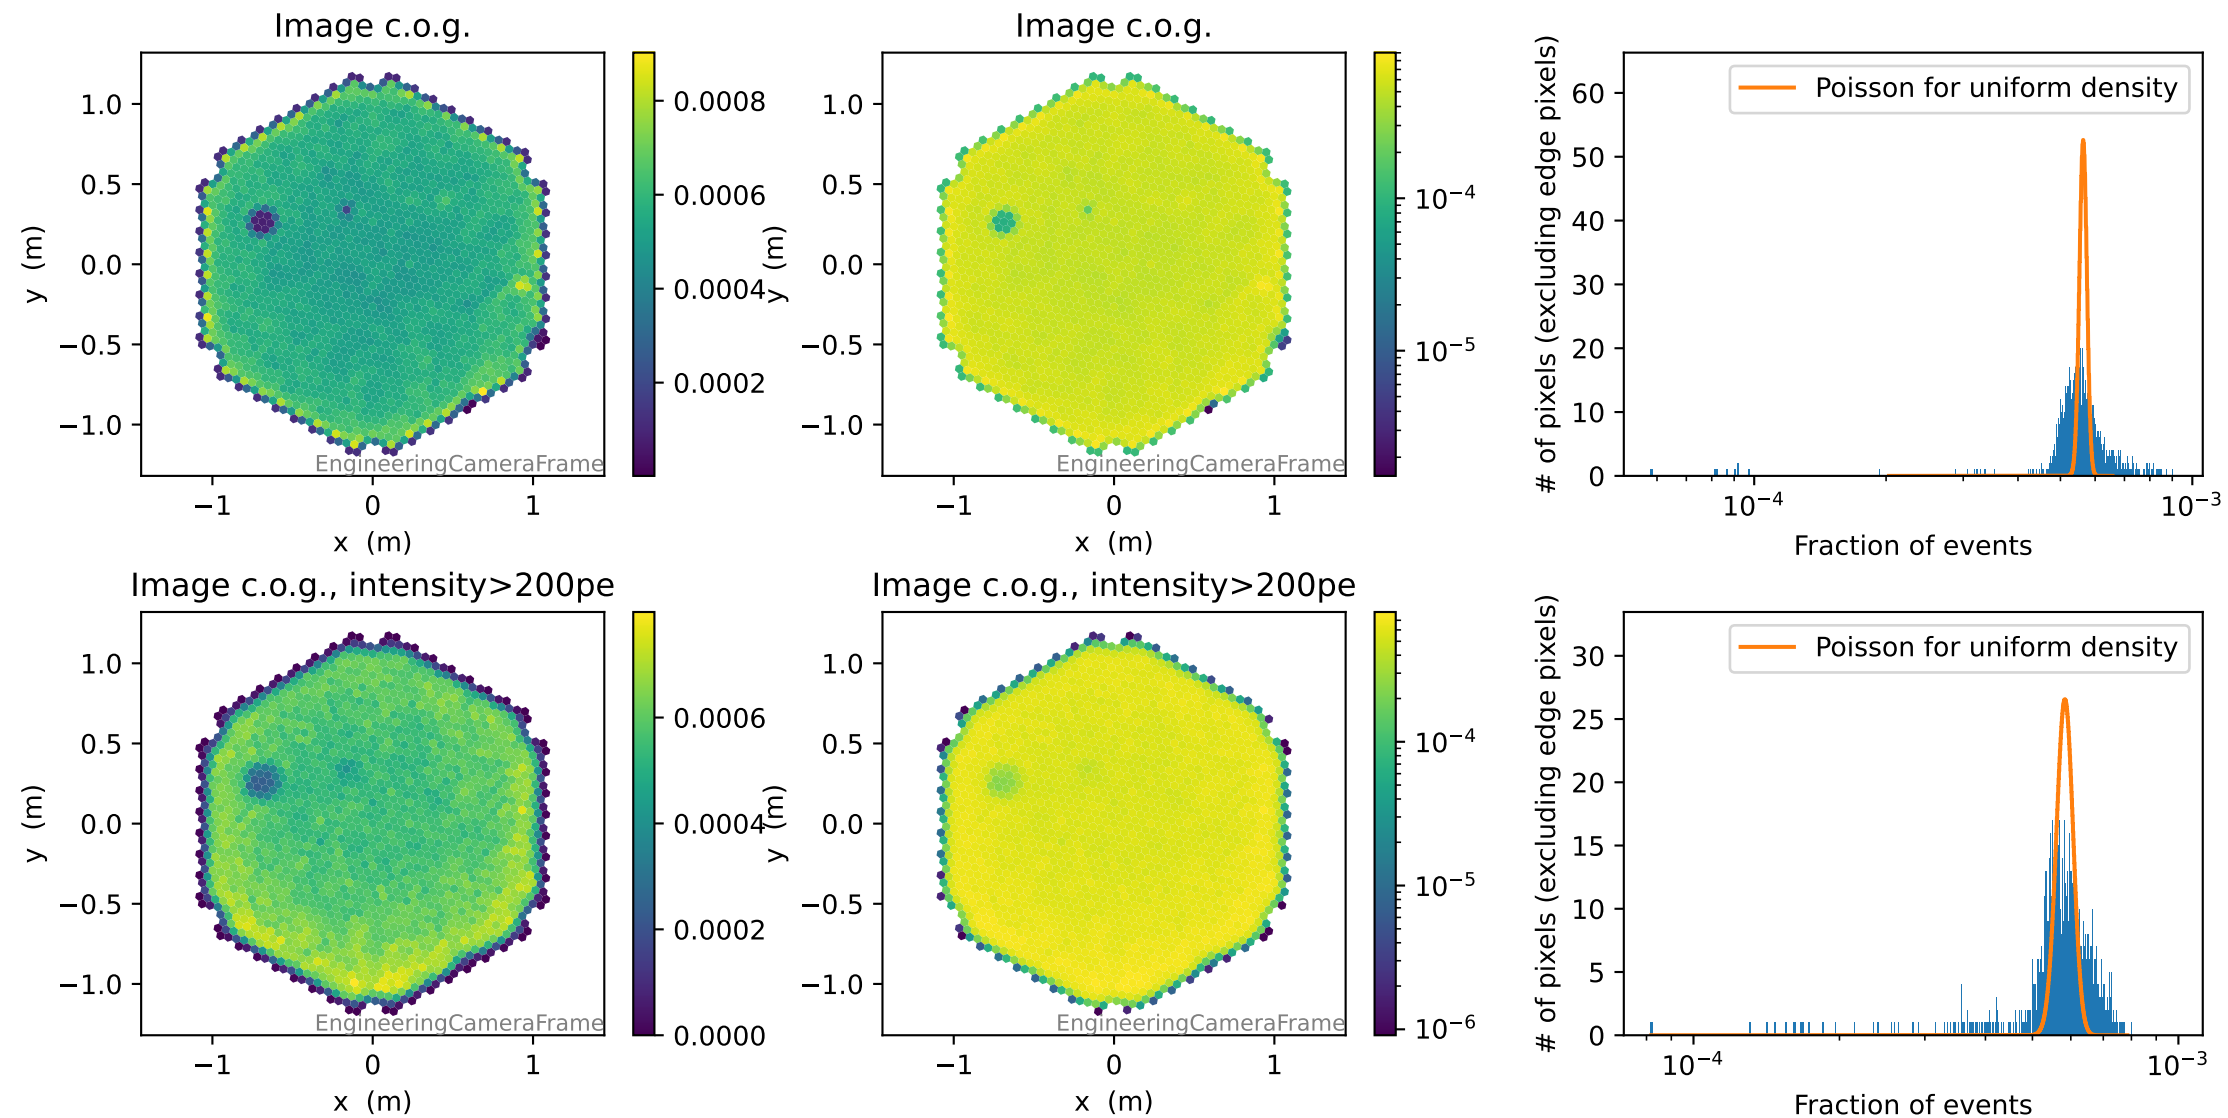 Image c.o.g.
1.0
0.5
0.0
−0.5
−1.0
y (m)
−1
0
1
x (m)
EngineeringCameraFrame
0.0008
0.0006
0.0004
0.0002
Image c.o.g.
1.0
0.5
0.0
−0.5
−1.0
y (m)
−1
0
1
x (m)
EngineeringCameraFrame
10⁻⁴
10⁻⁵
# of pixels (excluding edge pixels)
60
50
40
30
20
10
0
Poisson for uniform density
10⁻⁴
10⁻³
Fraction of events
Image c.o.g., intensity>200pe
1.0
0.5
0.0
−0.5
−1.0
y (m)
−1
0
1
x (m)
EngineeringCameraFrame
0.0006
0.0004
0.0002
0.0000
Image c.o.g., intensity>200pe
1.0
0.5
0.0
−0.5
−1.0
y (m)
−1
0
1
x (m)
EngineeringCameraFrame
10⁻⁴
10⁻⁵
10⁻⁶
# of pixels (excluding edge pixels)
30
25
20
15
10
5
0
Poisson for uniform density
10⁻⁴
10⁻³
Fraction of events